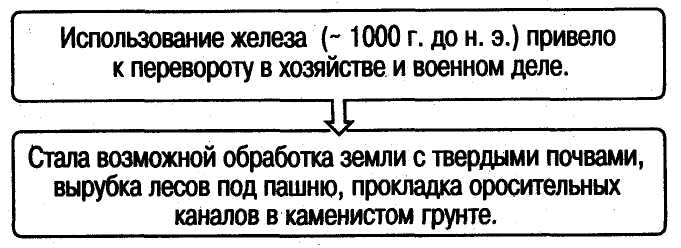 Использование железа (~ 1000 г. до н. э.) привело
к перевороту в хозяйстве и военном деле.
Стала возможной обработка земли с твердыми почвами,
вырубка лесов под пашню, прокладка оросительных
каналов в каменистом грунте.